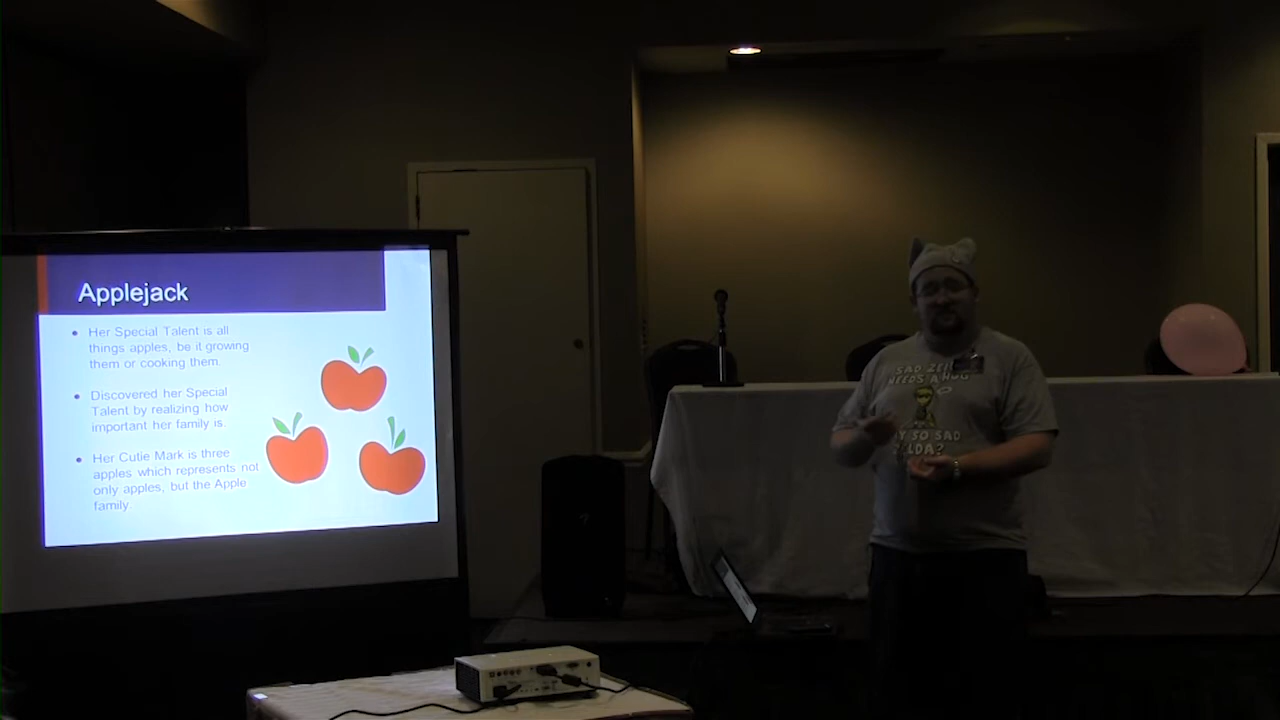 Applejack
Her Special Talent is all
things apples, be it growing
them or cooking them.
Discovered her Special
Talent by realizing how
important her family is.
Her Cutie Mark is three
apples which represents not
only apples, but the Apple
family.
SAD
NEEDS A HUG
SO SAD